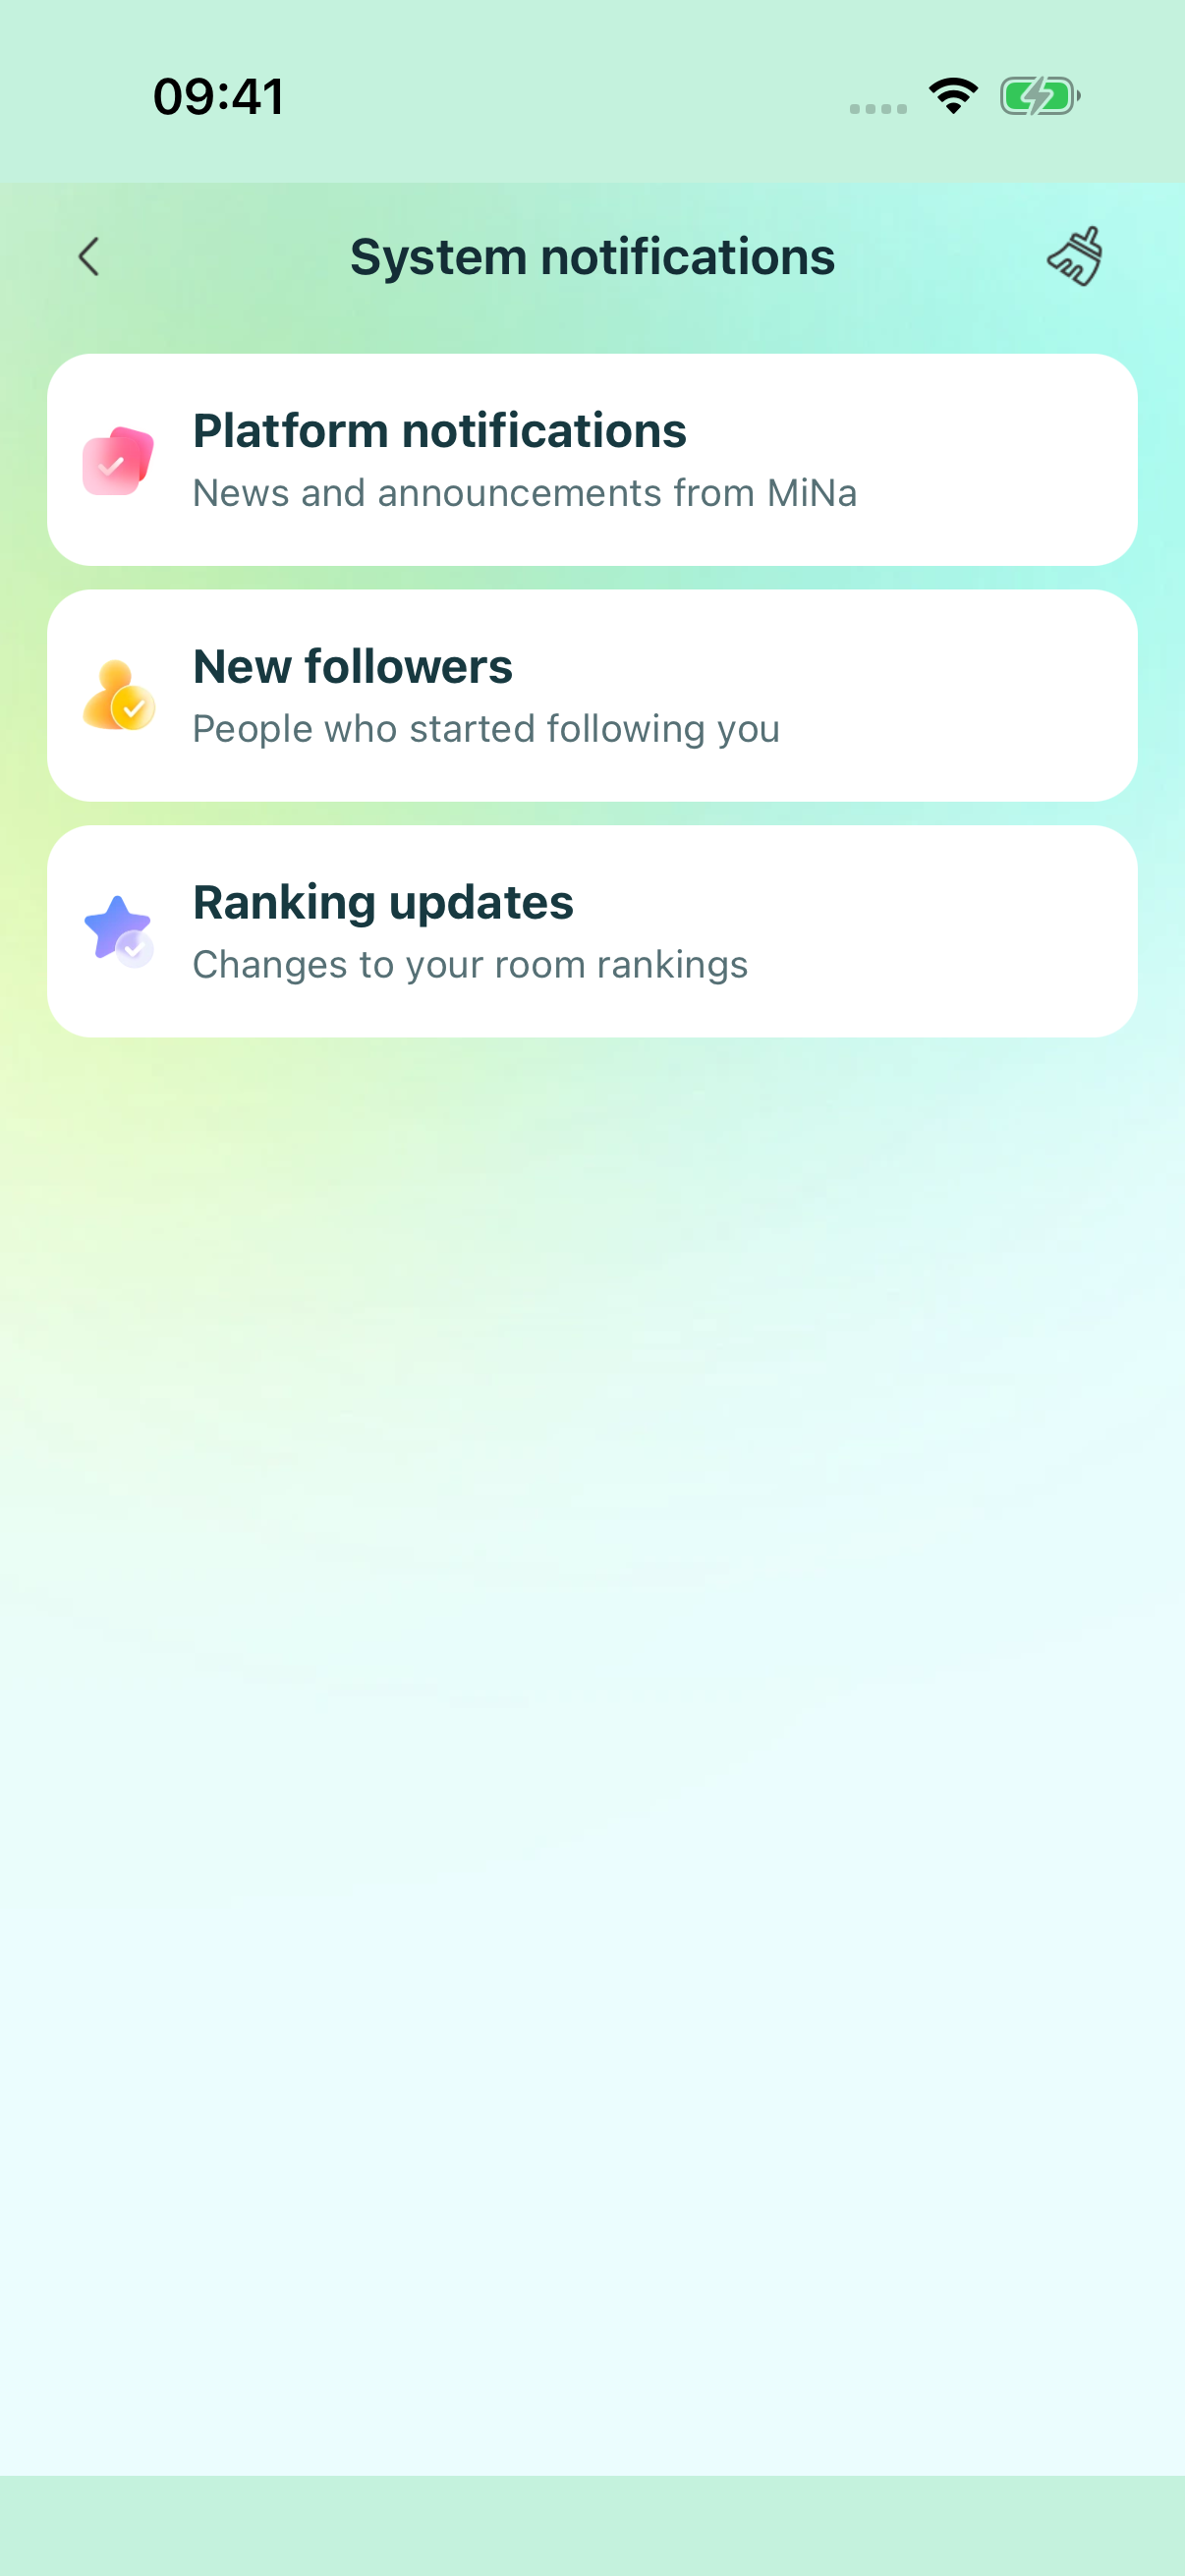 09:41
System notifications
Platform notifications
News and announcements from MiNa
New followers
People who started following you
Ranking updates
Changes to your room rankings